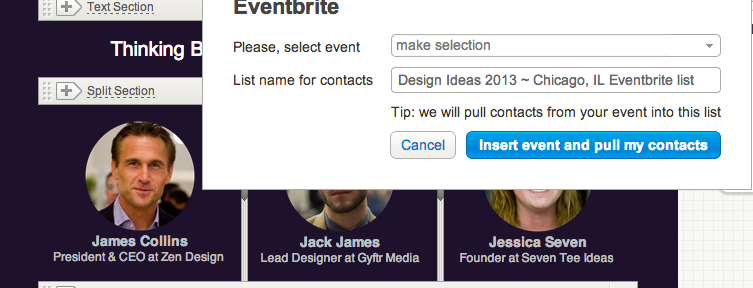 Text Section
Eventbrite
Thinking B
Please, select event
make selection
Split Section
List name for contacts
Design Ideas 2013 ~ Chicago, IL Eventbrite list
Tip: we will pull contacts from your event into this list
Cancel
Insert event and pull my contacts
James Collins
President & CEO at Zen Design
Jack James
Lead Designer at Gyftr Media
Jessica Seven
Founder at Seven Tee Ideas